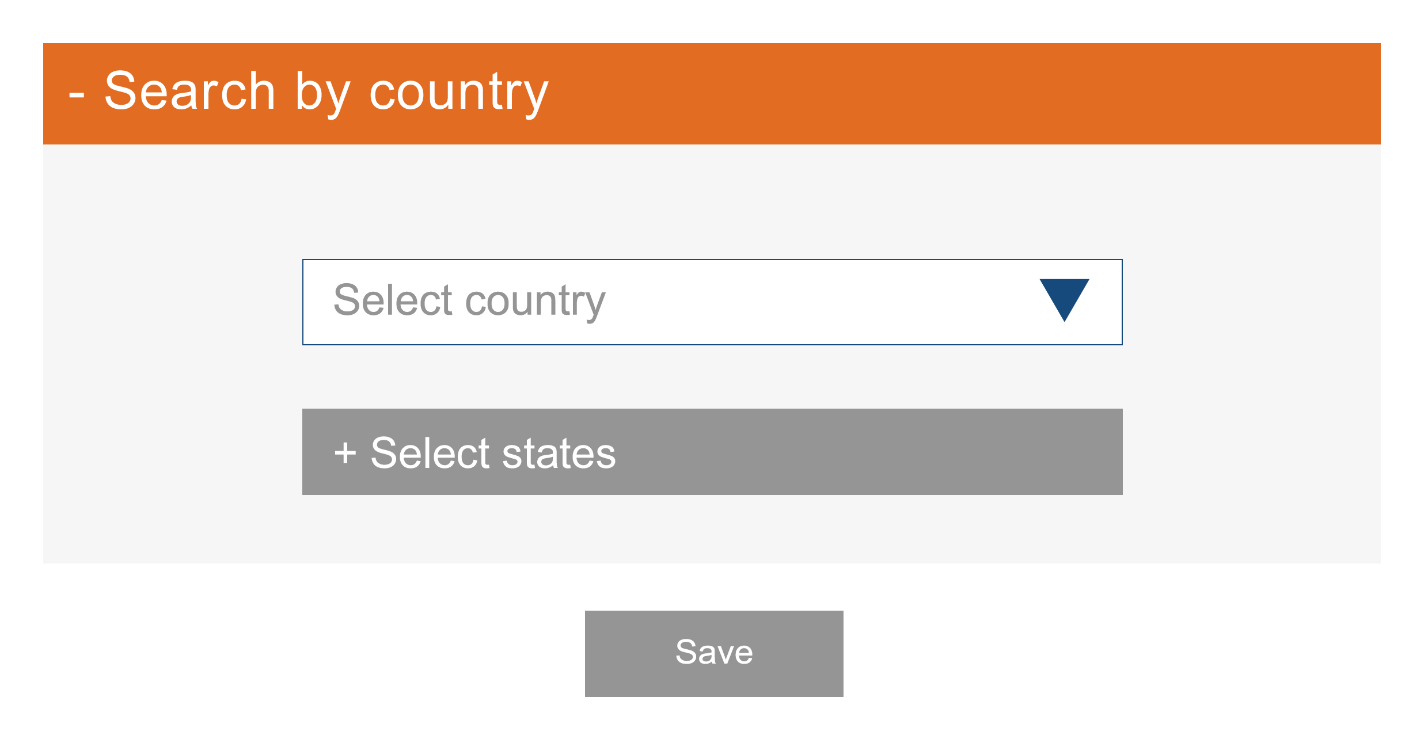 - Search by country
Select country
+ Select states
Save